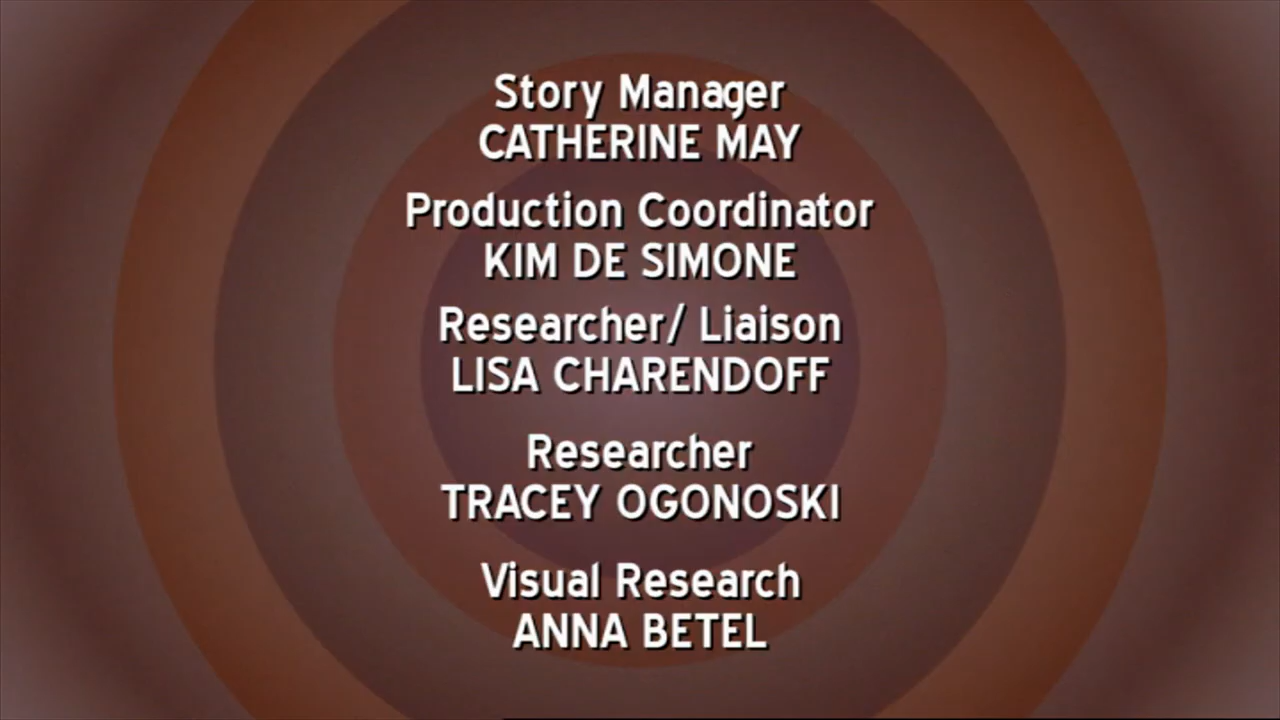 Story Manager
CATHERINE MAY
Production Coordinator
KIM DE SIMONE
Researcher/ Liaison
LISA CHARENDOFF
Researcher
TRACEY OGONOSKI
Visual Research
ANNA BETEL